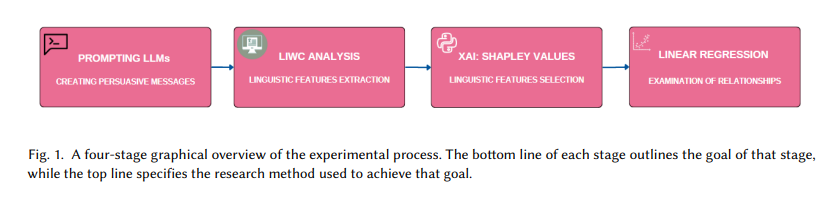 PROMPTING LLMs
CREATING PERSUASIVE MESSAGES
LIWC ANALYSIS
LINGUISTIC FEATURES EXTRACTION
XAI: SHAPLEY VALUES
LINGUISTIC FEATURES SELECTION
LINEAR REGRESSION
EXAMINATION OF RELATIONSHIPS
Fig. 1. A four-stage graphical overview of the experimental process. The bottom line of each stage outlines the goal of that stage,
while the top line specifies the research method used to achieve that goal.